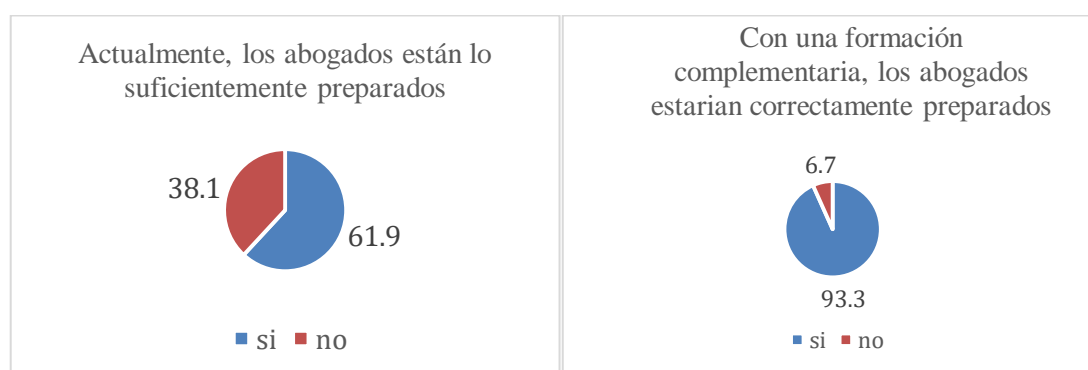 Actualmente, los abogados están lo
suficientemente preparados
38.1
61.9
si no
Con una formación
complementaria, los abogados
estarian correctamente preparados
6.7
93.3
si no